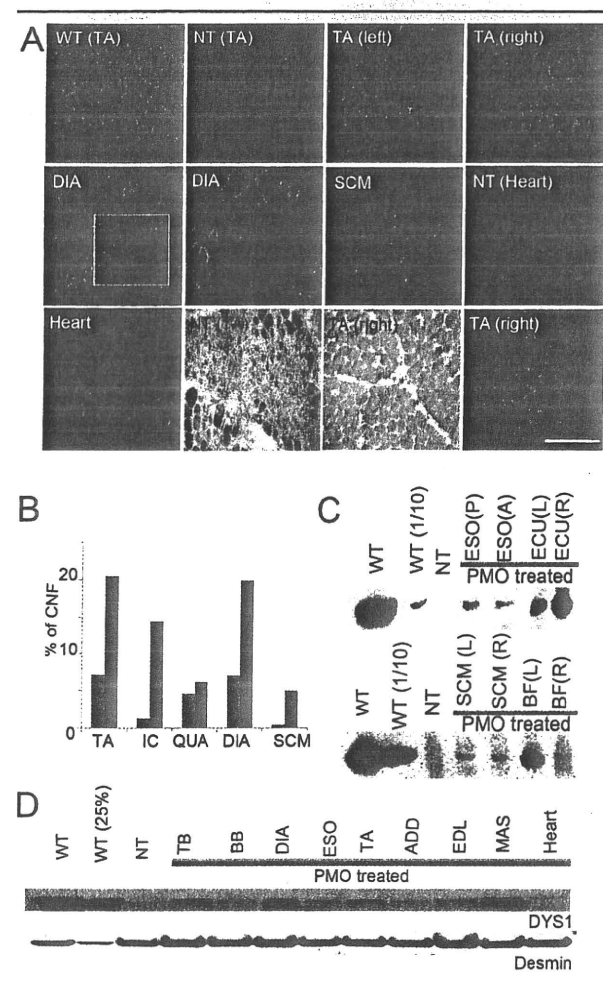 A
WT (TA)
NT (TA)
TA (left)
TA (right)
DIA
DIA
SCM
NT (Heart)
Heart
NT (TA)
TA (right)
TA (right)
B
% of CNF
20
10
0
TA IC QUA DIA SCM
C
WT
WT (1/10)
NT
ESO(P)
ESO(A)
ECU(L)
ECU(R)
PMO treated
WT
WT (1/10)
NT
SCM (L)
SCM (R)
BF(L)
BF(R)
PMO treated
D
WT
WT (25%)
NT
TB
BB
DIA
ESO
TA
ADD
EDL
MAS
Heart
PMO treated
DYS1
Desmin